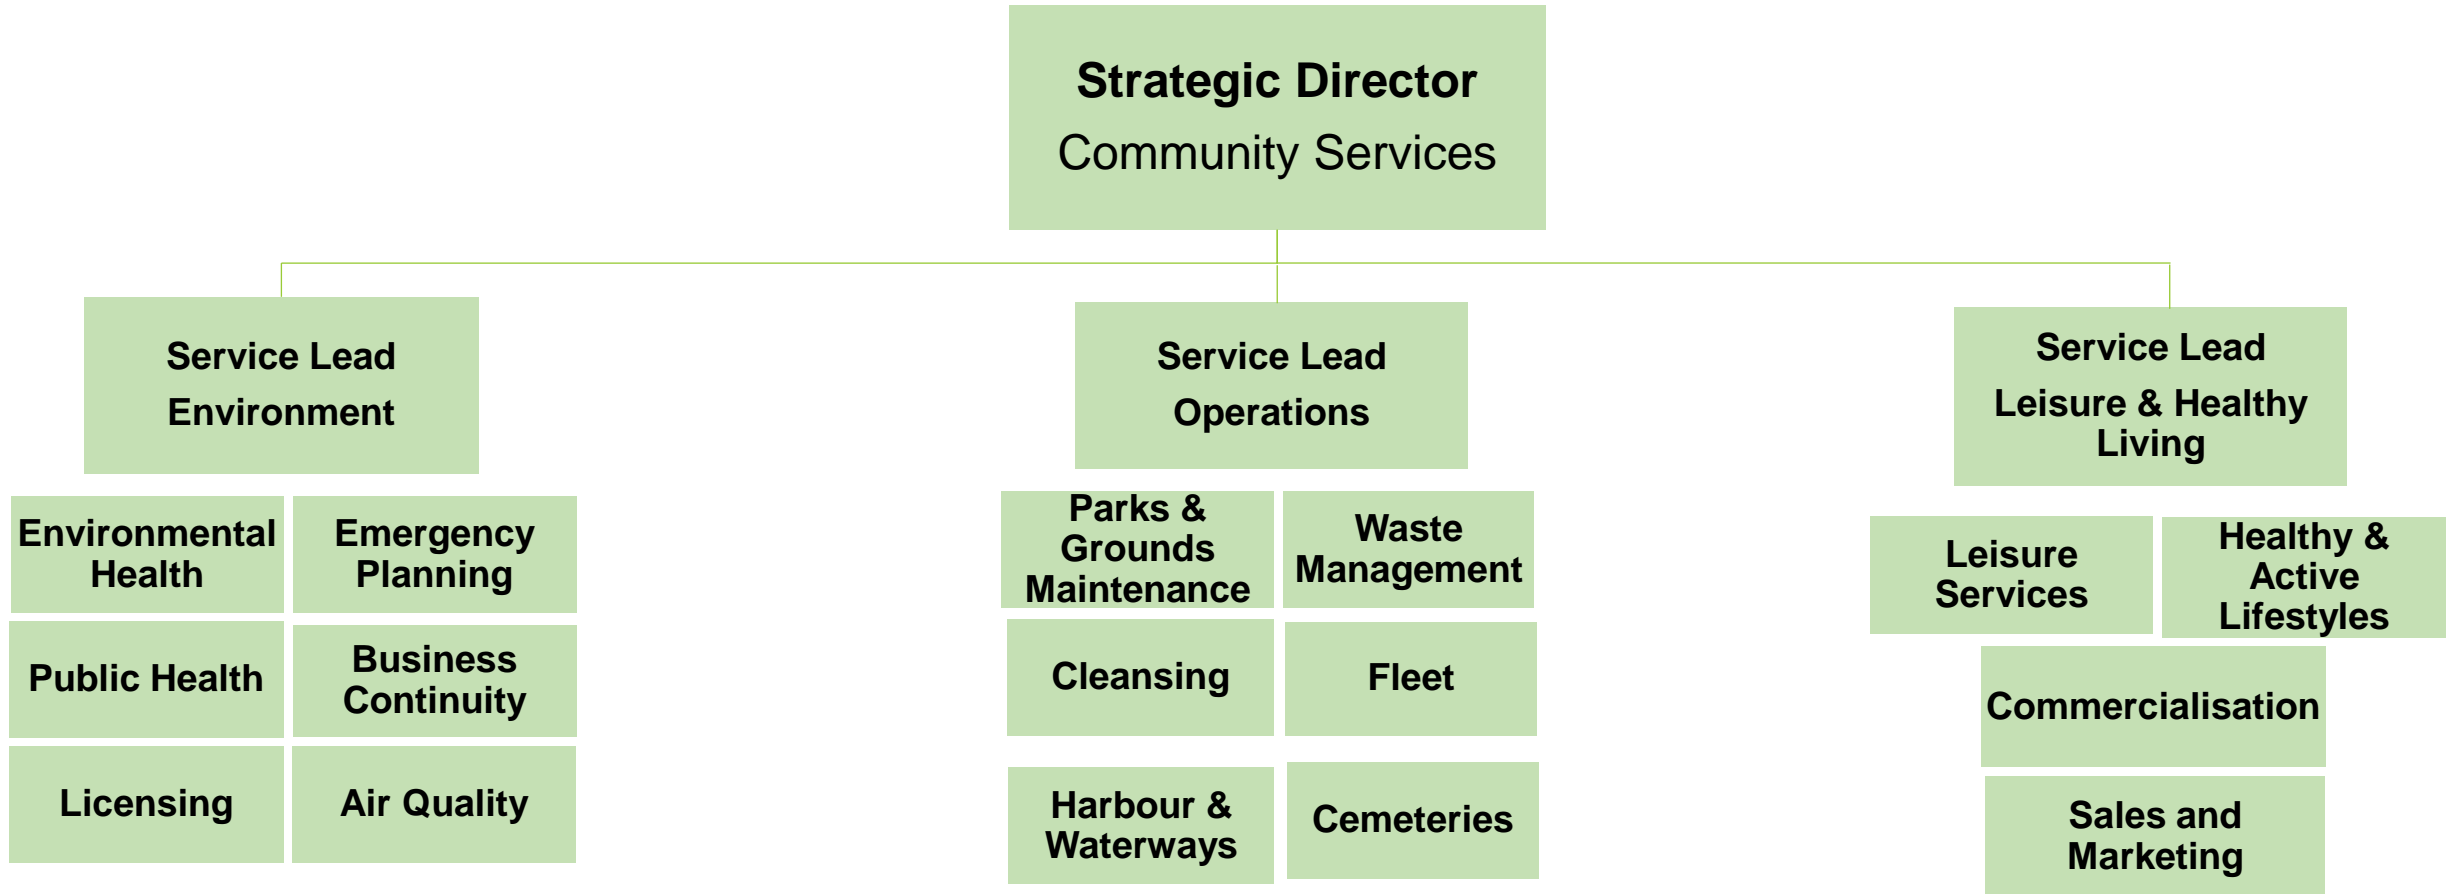 Strategic Director
Community Services
Service Lead
Environment
Environmental
Health
Emergency
Planning
Public Health
Business
Continuity
Licensing
Air Quality
Service Lead
Operations
Parks &
Grounds
Maintenance
Waste
Management
Cleansing
Fleet
Harbour &
Waterways
Cemeteries
Service Lead
Leisure & Healthy
Living
Leisure
Services
Healthy &
Active
Lifestyles
Commercialisation
Sales and
Marketing